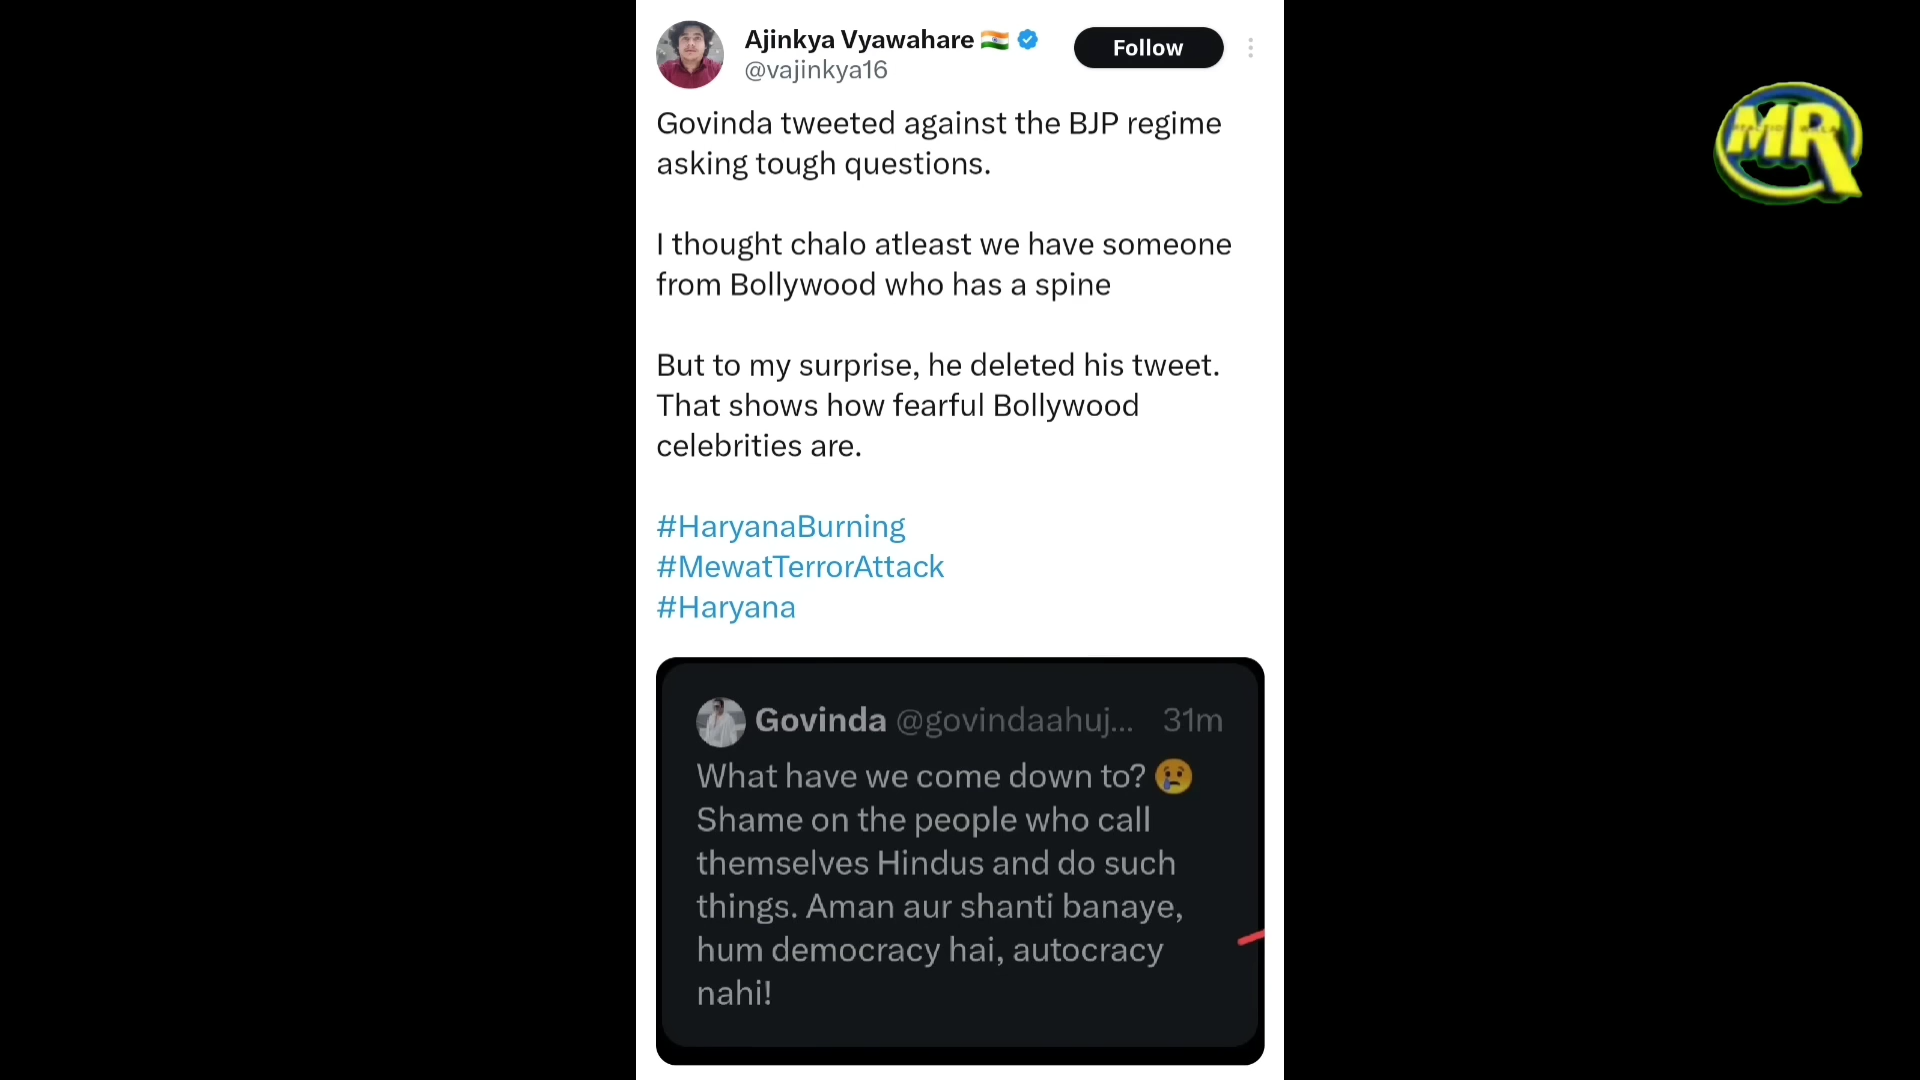 Ajinkya Vyawahare 🇮🇳
@vajinkya16
Follow
Govinda tweeted against the BJP regime
asking tough questions.
I thought chalo atleast we have someone
from Bollywood who has a spine
But to my surprise, he deleted his tweet.
That shows how fearful Bollywood
celebrities are.
#HaryanaBurning
#MewatTerrorAttack
#Haryana
Govinda @govindaahuj... 31m
What have we come down to? 😢
Shame on the people who call
themselves Hindus and do such
things. Aman aur shanti banaye,
hum democracy hai, autocracy
nahi!
MR